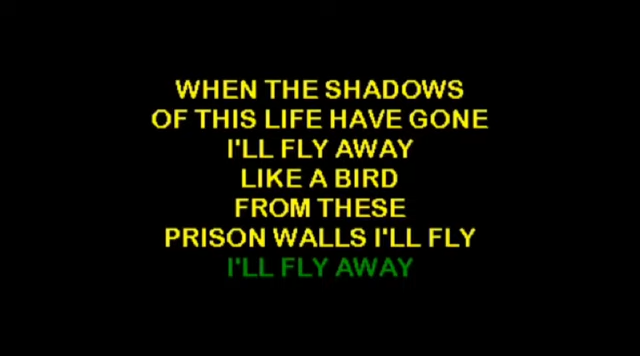 WHEN THE SHADOWS
OF THIS LIFE HAVE GONE
I'LL FLY AWAY
LIKE A BIRD
FROM THESE
PRISON WALLS I'LL FLY
I'LL FLY AWAY